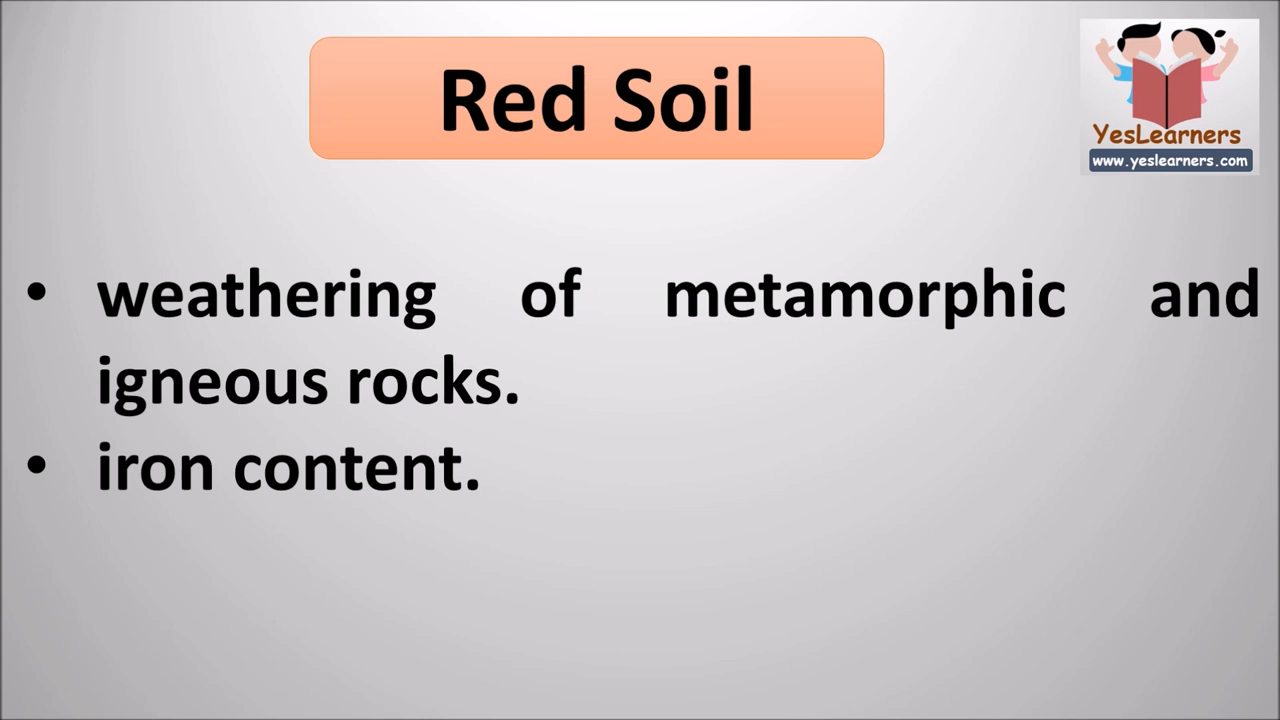 Red Soil
YesLearners
www.yeslearners.com
• weathering of metamorphic and
igneous rocks.
• iron content.